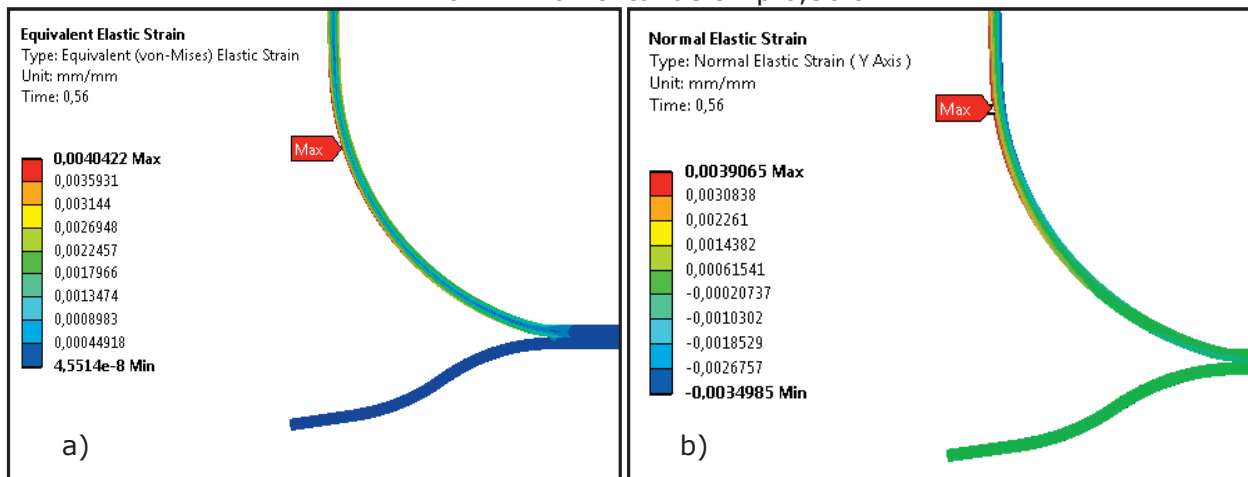 Equivalent Elastic Strain
Type: Equivalent (von-Mises) Elastic Strain
Unit: mm/mm
Time: 0,56
Max
0,0040422 Max
0,0035931
0,003144
0,0026948
0,0022457
0,0017966
0,0013474
0,0008983
0,00044918
4,5514e-8 Min
a)
Normal Elastic Strain
Type: Normal Elastic Strain ( Y Axis )
Unit: mm/mm
Time: 0,56
Max
0,0039065 Max
0,0030838
0,002261
0,0014382
0,00061541
-0,00020737
-0,0010302
-0,0018529
-0,0026757
-0,0034985 Min
b)